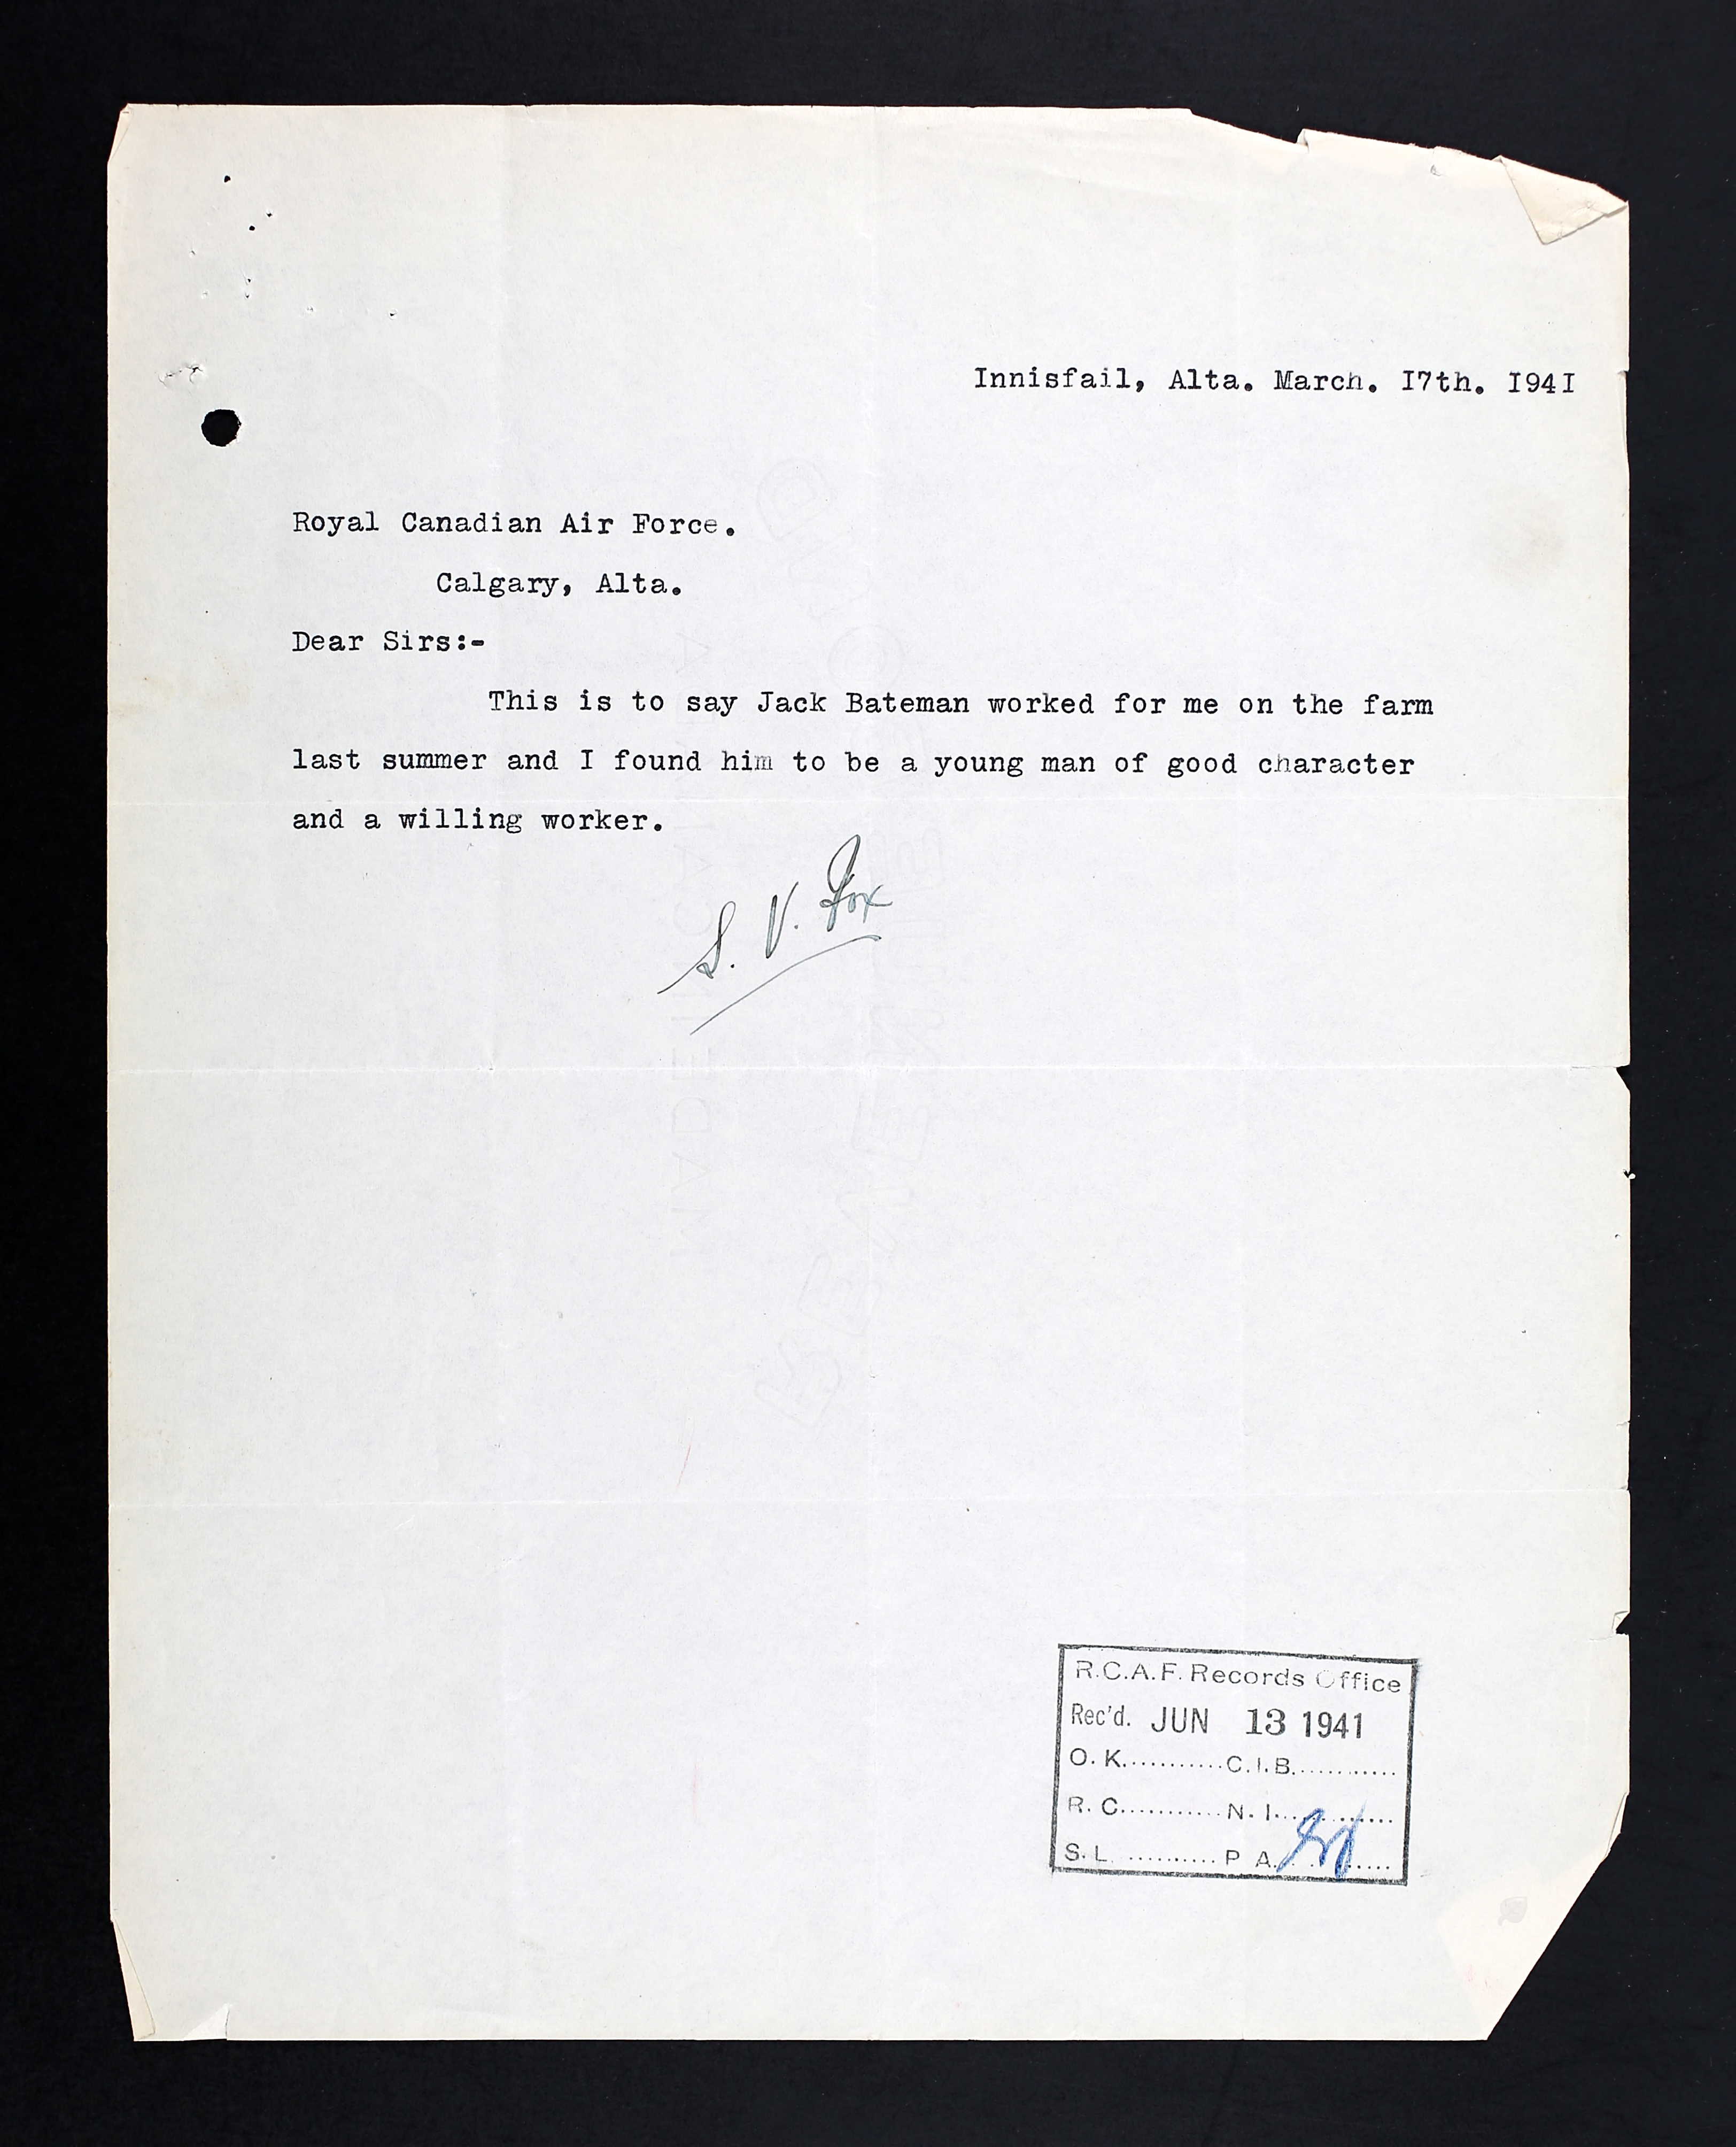 Innisfail, Alta. March. I7th. I94I
Royal Canadian Air Force.
Calgary, Alta.
Dear Sirs:-
This is to say Jack Bateman worked for me on the farm
last summer and I found him to be a young man of good character
and a willing worker.
S. V. Fox
R.C.A.F. Records Office
Rec'd. JUN 13 1941
O. K...........C.I.B............
R. C...........N. I.............
S. L. .......... P. A............